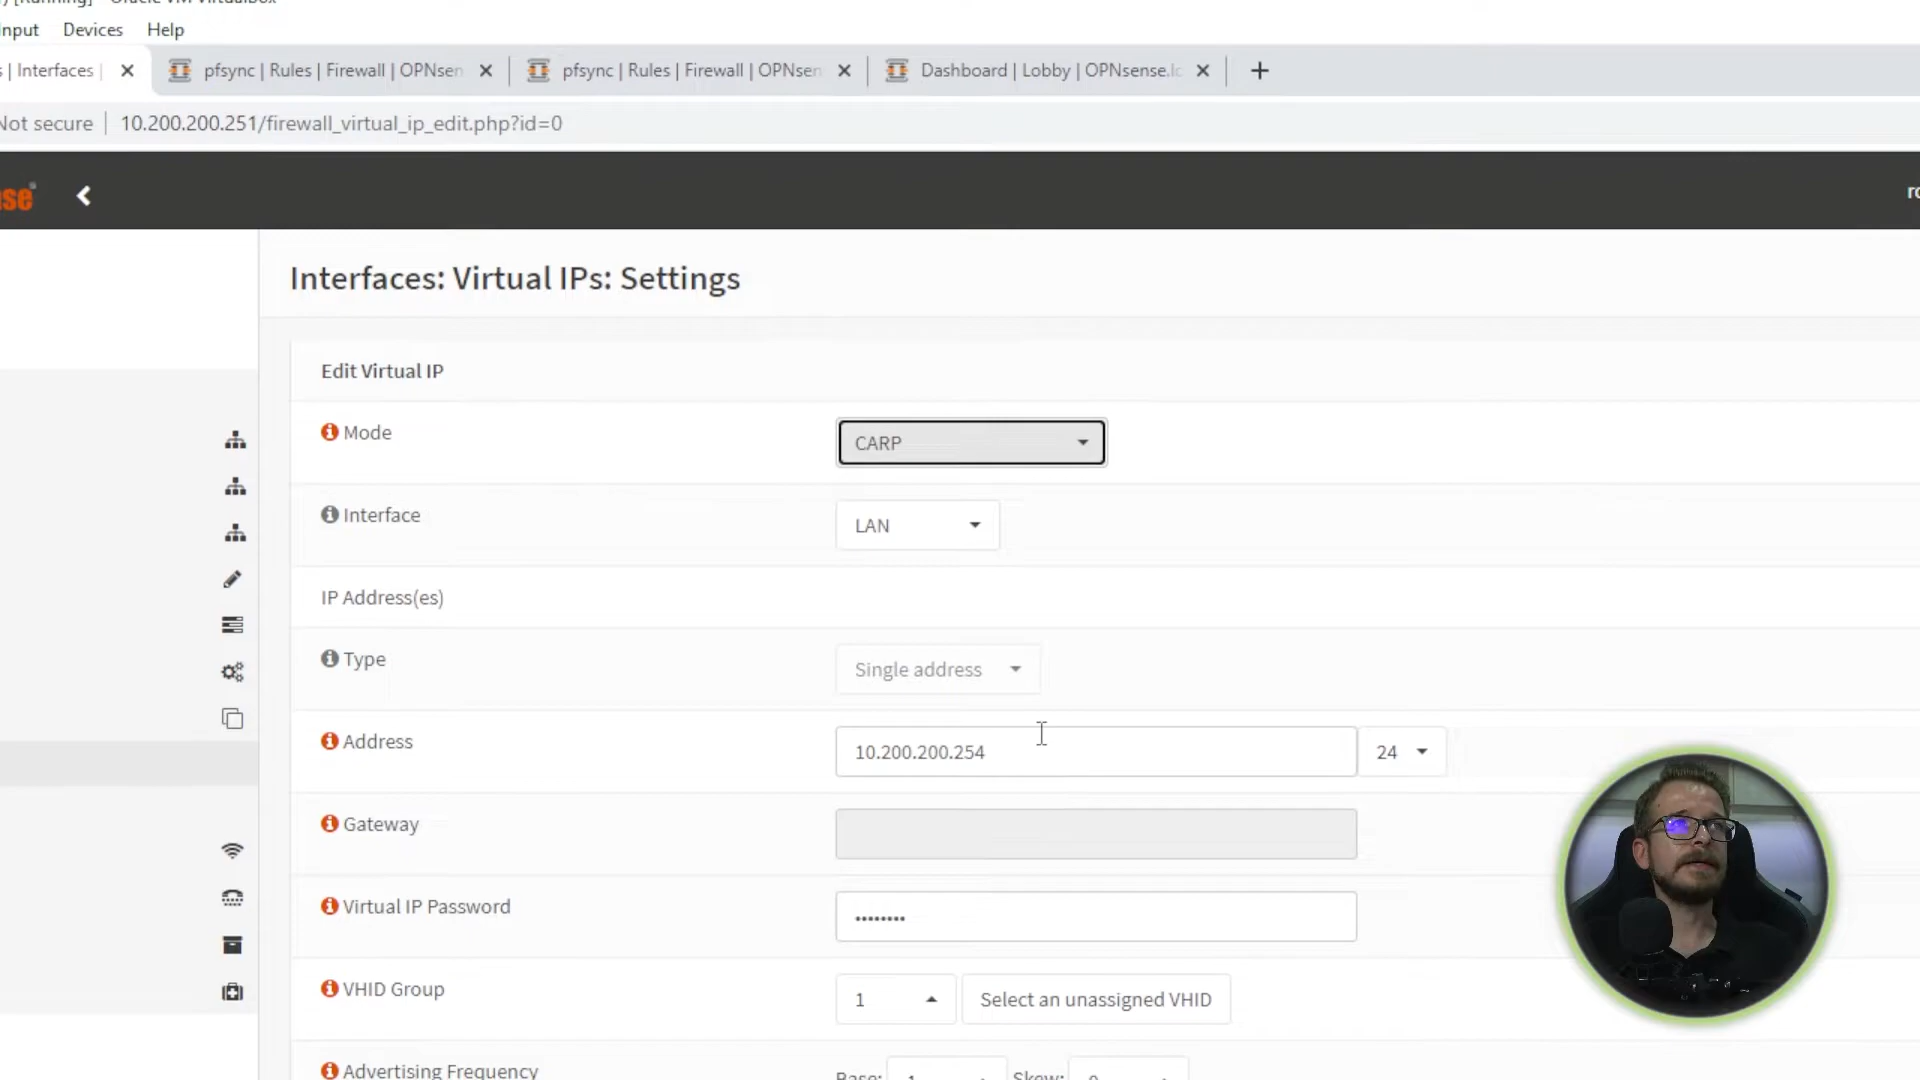 Input Devices Help
| Interfaces |
pfsync | Rules | Firewall | OPNsen
pfsync | Rules | Firewall | OPNsen
Dashboard | Lobby | OPNsense.lc
Not secure 10.200.200.251/firewall_virtual_ip_edit.php?id=0
Interfaces: Virtual IPs: Settings
Edit Virtual IP
Mode CARP
Interface LAN
IP Address(es)
Type Single address
Address 10.200.200.254 24
Gateway
Virtual IP Password ••••••••
VHID Group 1 Select an unassigned VHID
Advertising Frequency Base: 1 Skew: 0